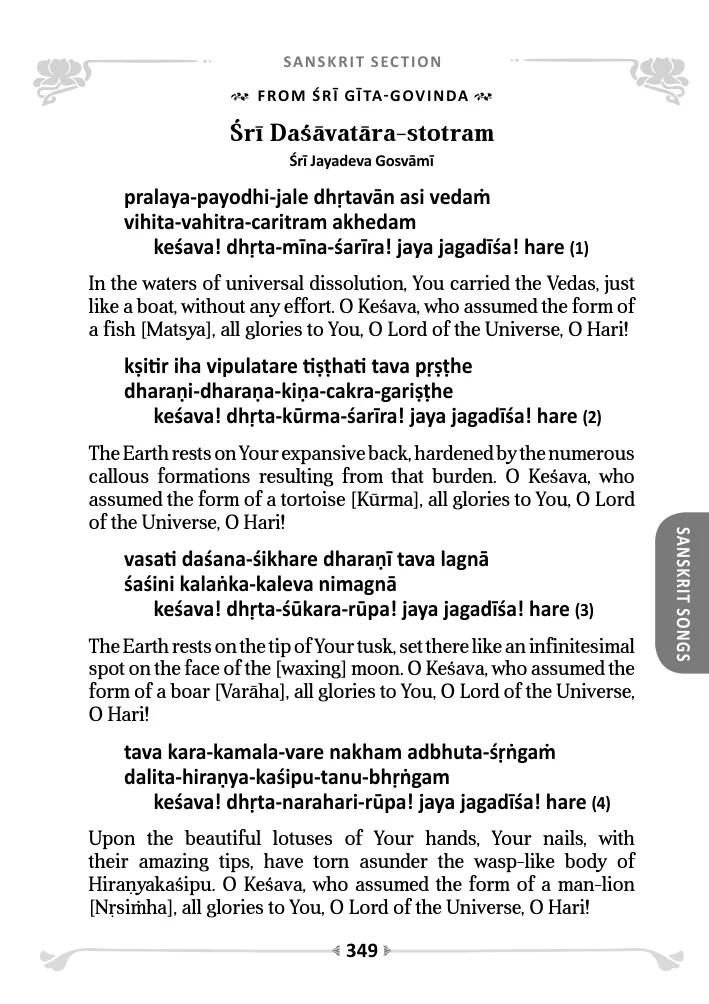 SANSKRIT SECTION
FROM ŚRĪ GĪTA-GOVINDA
Śrī Daśāvatāra-stotram
Śrī Jayadeva Gosvāmī
pralaya-payodhi-jale dhṛtavān asi vedaṁ
vihita-vahitra-caritram akhedam
keśava! dhṛta-mīna-śarīra! jaya jagadīśa! hare (1)
In the waters of universal dissolution, You carried the Vedas, just
like a boat, without any effort. O Keśava, who assumed the form of
a fish [Matsya], all glories to You, O Lord of the Universe, O Hari!
kṣitir iha vipulatare tiṣṭhati tava pṛṣṭhe
dharaṇi-dharaṇa-kiṇa-cakra-gariṣṭhe
keśava! dhṛta-kūrma-śarīra! jaya jagadīśa! hare (2)
The Earth rests on Your expansive back, hardened by the numerous
callous formations resulting from that burden. O Keśava, who
assumed the form of a tortoise [Kūrma], all glories to You, O Lord
of the Universe, O Hari!
vasati daśana-śikhare dharaṇī tava lagnā
śaśini kalaṅka-kaleva nimagnā
keśava! dhṛta-śūkara-rūpa! jaya jagadīśa! hare (3)
The Earth rests on the tip of Your tusk, set there like an infinitesimal
spot on the face of the [waxing] moon. O Keśava, who assumed the
form of a boar [Varāha], all glories to You, O Lord of the Universe,
O Hari!
tava kara-kamala-vare nakham adbhuta-śṛṅgaṁ
dalita-hiraṇya-kaśipu-tanu-bhṛṅgam
keśava! dhṛta-narahari-rūpa! jaya jagadīśa! hare (4)
Upon the beautiful lotuses of Your hands, Your nails, with
their amazing tips, have torn asunder the wasp-like body of
Hiraṇyakaśipu. O Keśava, who assumed the form of a man-lion
[Nṛsiṁha], all glories to You, O Lord of the Universe, O Hari!
SANSKRIT SONGS
349